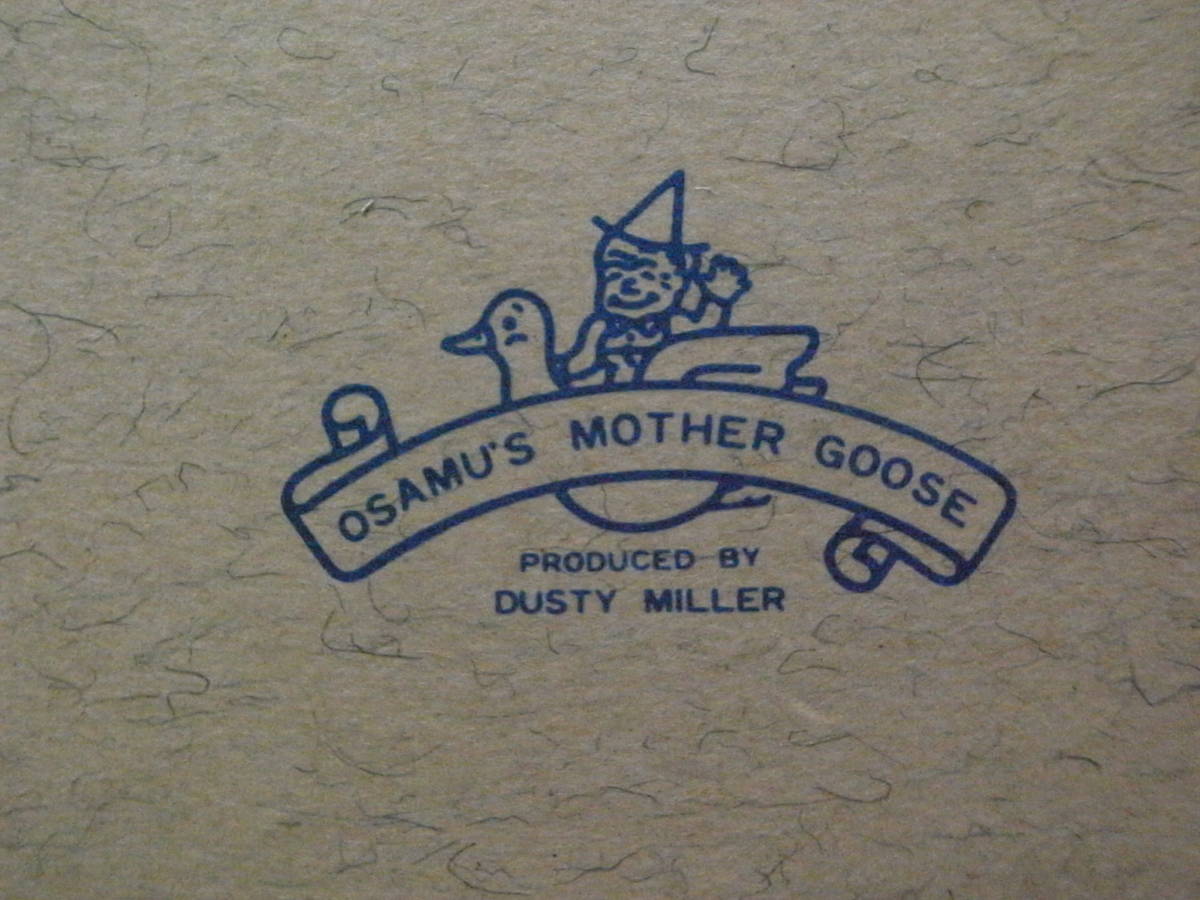 OSAMU'S MOTHER GOOSE
PRODUCED BY
DUSTY MILLER